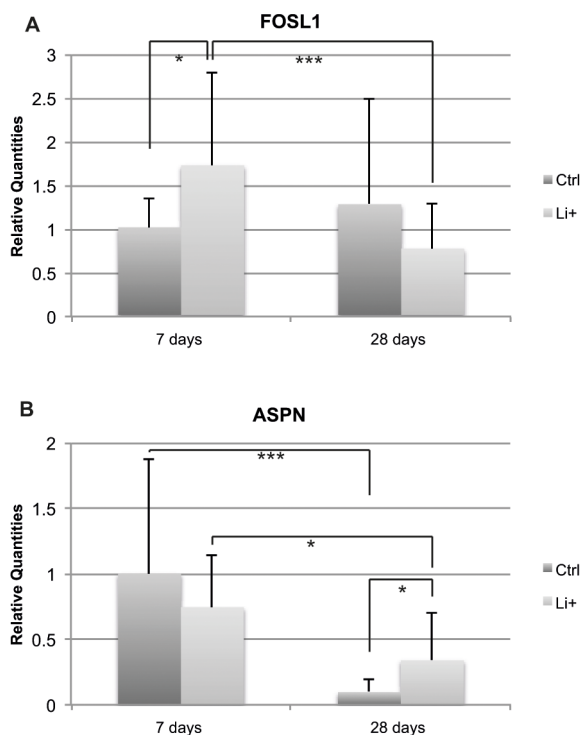 A
FOSL1
3
2.5
2
1.5
1
0.5
0
Relative Quantities
*
***
7 days
28 days
Ctrl
Li+
B
ASPN
2
1.5
1
0.5
0
Relative Quantities
***
*
*
7 days
28 days
Ctrl
Li+